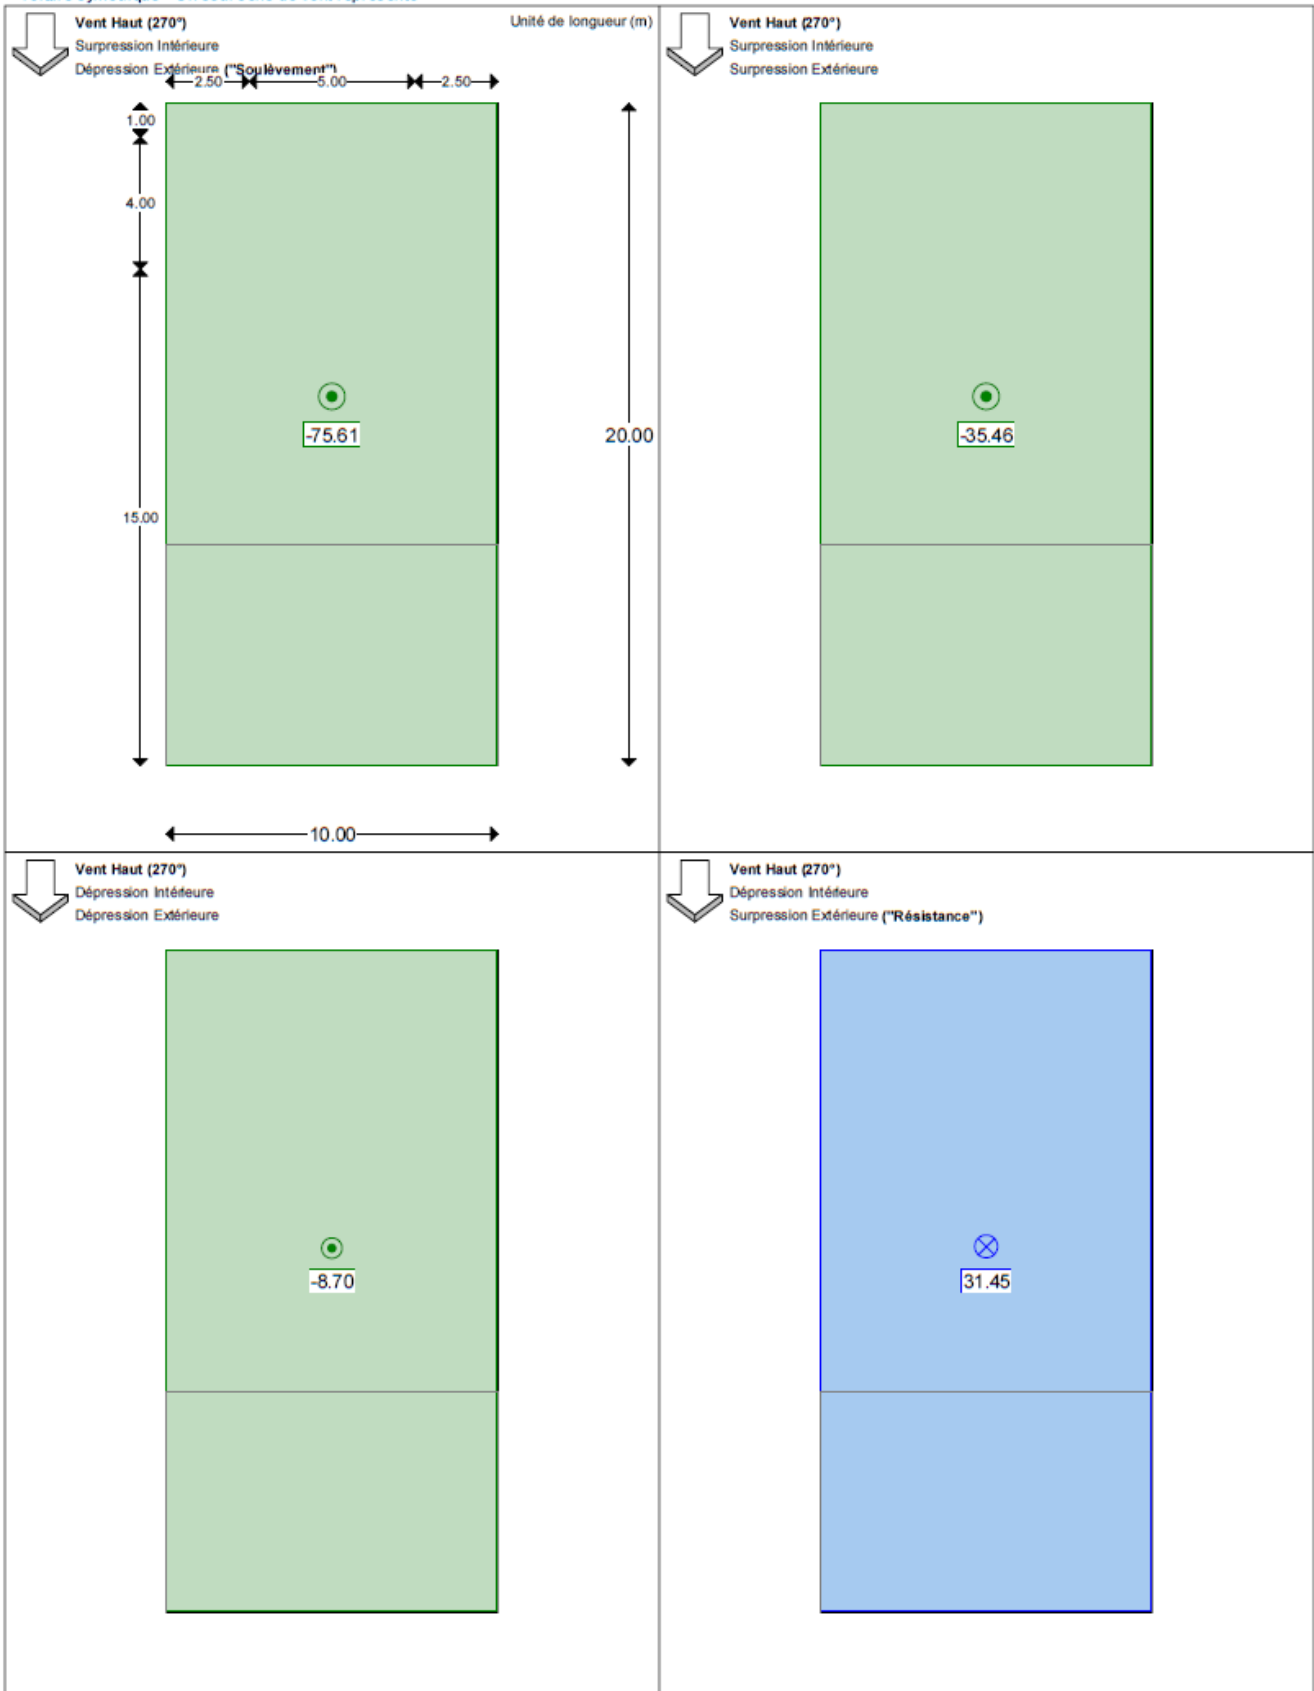 Unité de longueur (m)
Vent Haut (270°)
Surpression Intérieure
Dépression Extérieure ("Soulèvement")
2.50 5.00 2.50
1.00
4.00
15.00
-75.61
20.00
10.00
Vent Haut (270°)
Surpression Intérieure
Surpression Extérieure
-35.46
Vent Haut (270°)
Dépression Intérieure
Dépression Extérieure
-8.70
Vent Haut (270°)
Dépression Intérieure
Surpression Extérieure ("Résistance")
31.45